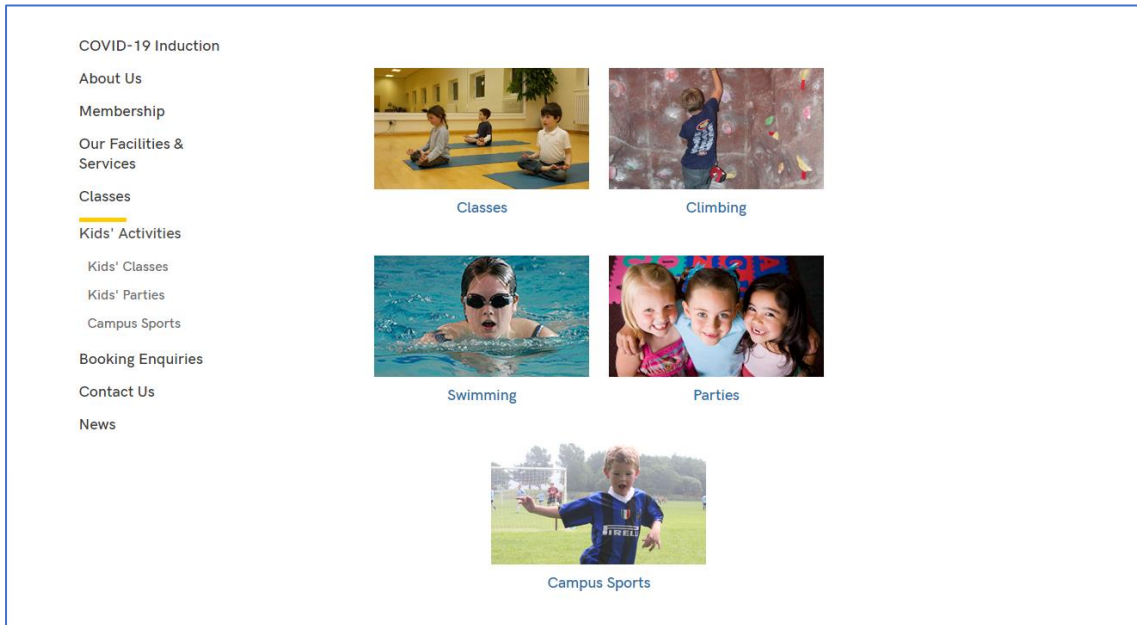 COVID-19 Induction
About Us
Membership
Our Facilities &
Services
Classes
Kids' Activities
Kids' Classes
Kids' Parties
Campus Sports
Booking Enquiries
Contact Us
News
Classes
Climbing
Swimming
Parties
IRELLI
Campus Sports